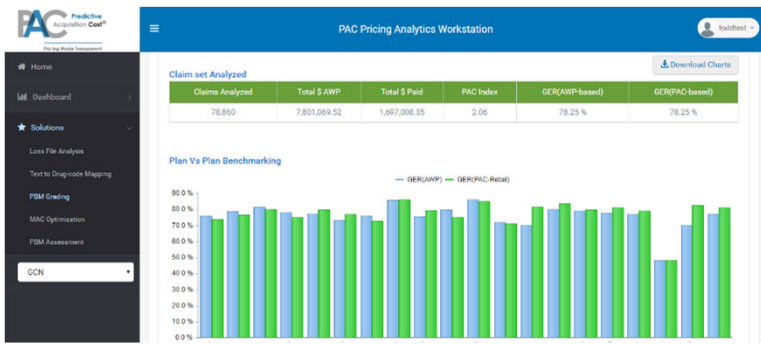 PAC Predictive Acquisition Cost®
Pricing Made Transparent
PAC Pricing Analytics Workstation
toddtest
Home
Dashboard
Solutions
Loss File Analysis
Text to Drug-code Mapping
PBM Grading
MAC Optimization
PBM Assessment
GCN
Download Charts
Claim set Analyzed
Claims Analyzed Total $ AWP Total $ Paid PAC Index GER(AWP-based) GER(PAC-based)
78,860 7,801,069.52 1,697,008.35 2.06 78.25 % 78.25 %
Plan Vs Plan Benchmarking
GER(AWP) GER(PAC-Retail)
90.0 %
80.0 %
70.0 %
60.0 %
50.0 %
40.0 %
30.0 %
20.0 %
10.0 %
0.0 %